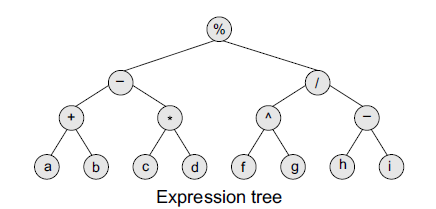 %
− /
+ * ^ −
a b c d f g h i
Expression tree